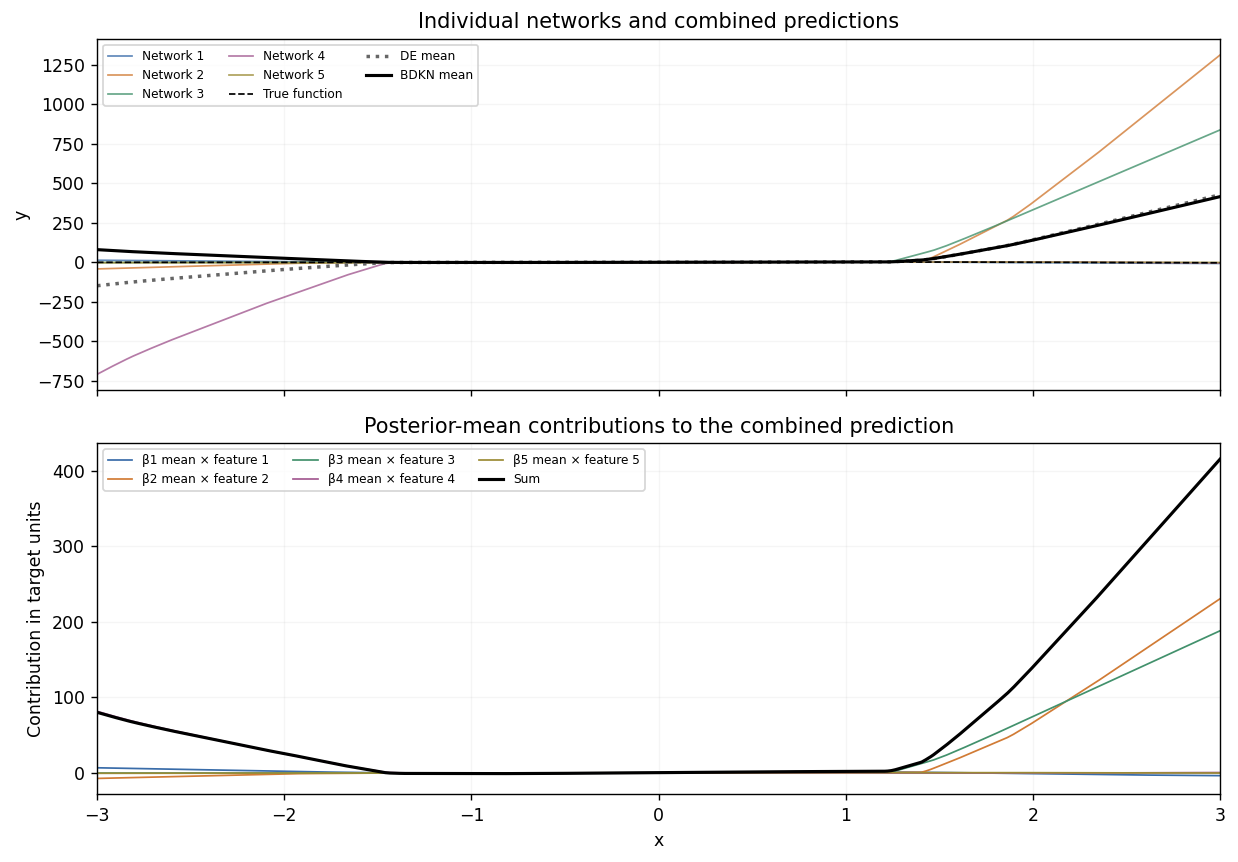 Individual networks and combined predictions
Network 1
Network 2
Network 3
Network 4
Network 5
True function
DE mean
BDKN mean
1250
1000
750
500
250
0
−250
−500
−750
y
Posterior-mean contributions to the combined prediction
β1 mean × feature 1
β2 mean × feature 2
β3 mean × feature 3
β4 mean × feature 4
β5 mean × feature 5
Sum
400
300
200
100
0
Contribution in target units
−3
−2
−1
0
1
2
3
x